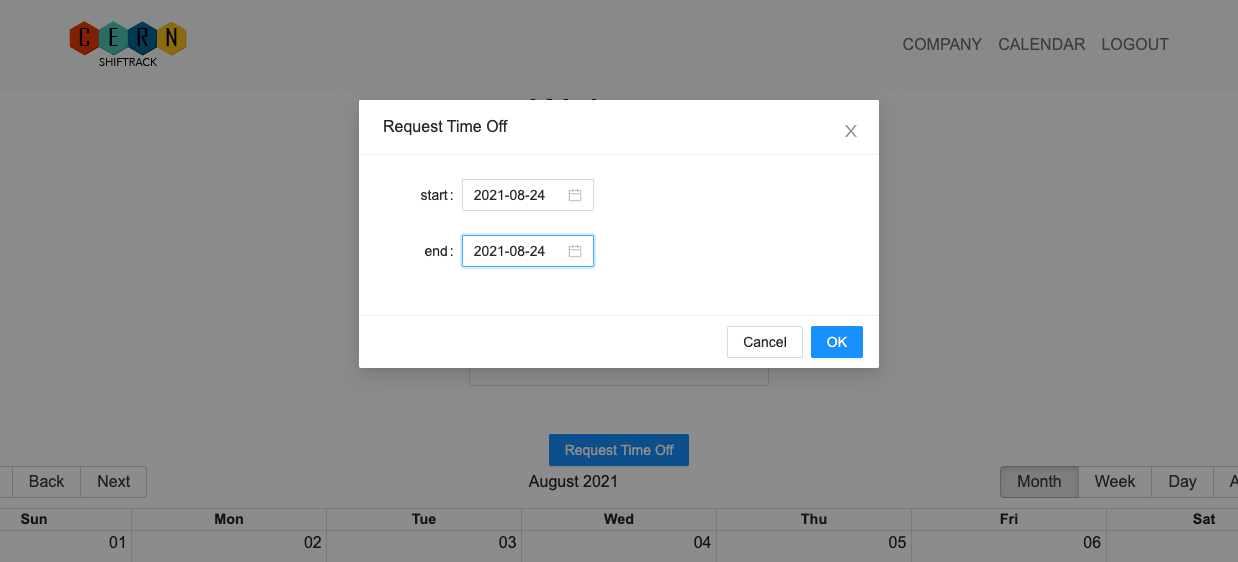 CERN
SHIFTRACK
COMPANY CALENDAR LOGOUT
Request Time Off
start: 2021-08-24
end: 2021-08-24
Cancel OK
Request Time Off
Back Next August 2021 Month Week Day
Sun Mon Tue Wed Thu Fri Sat
01 02 03 04 05 06